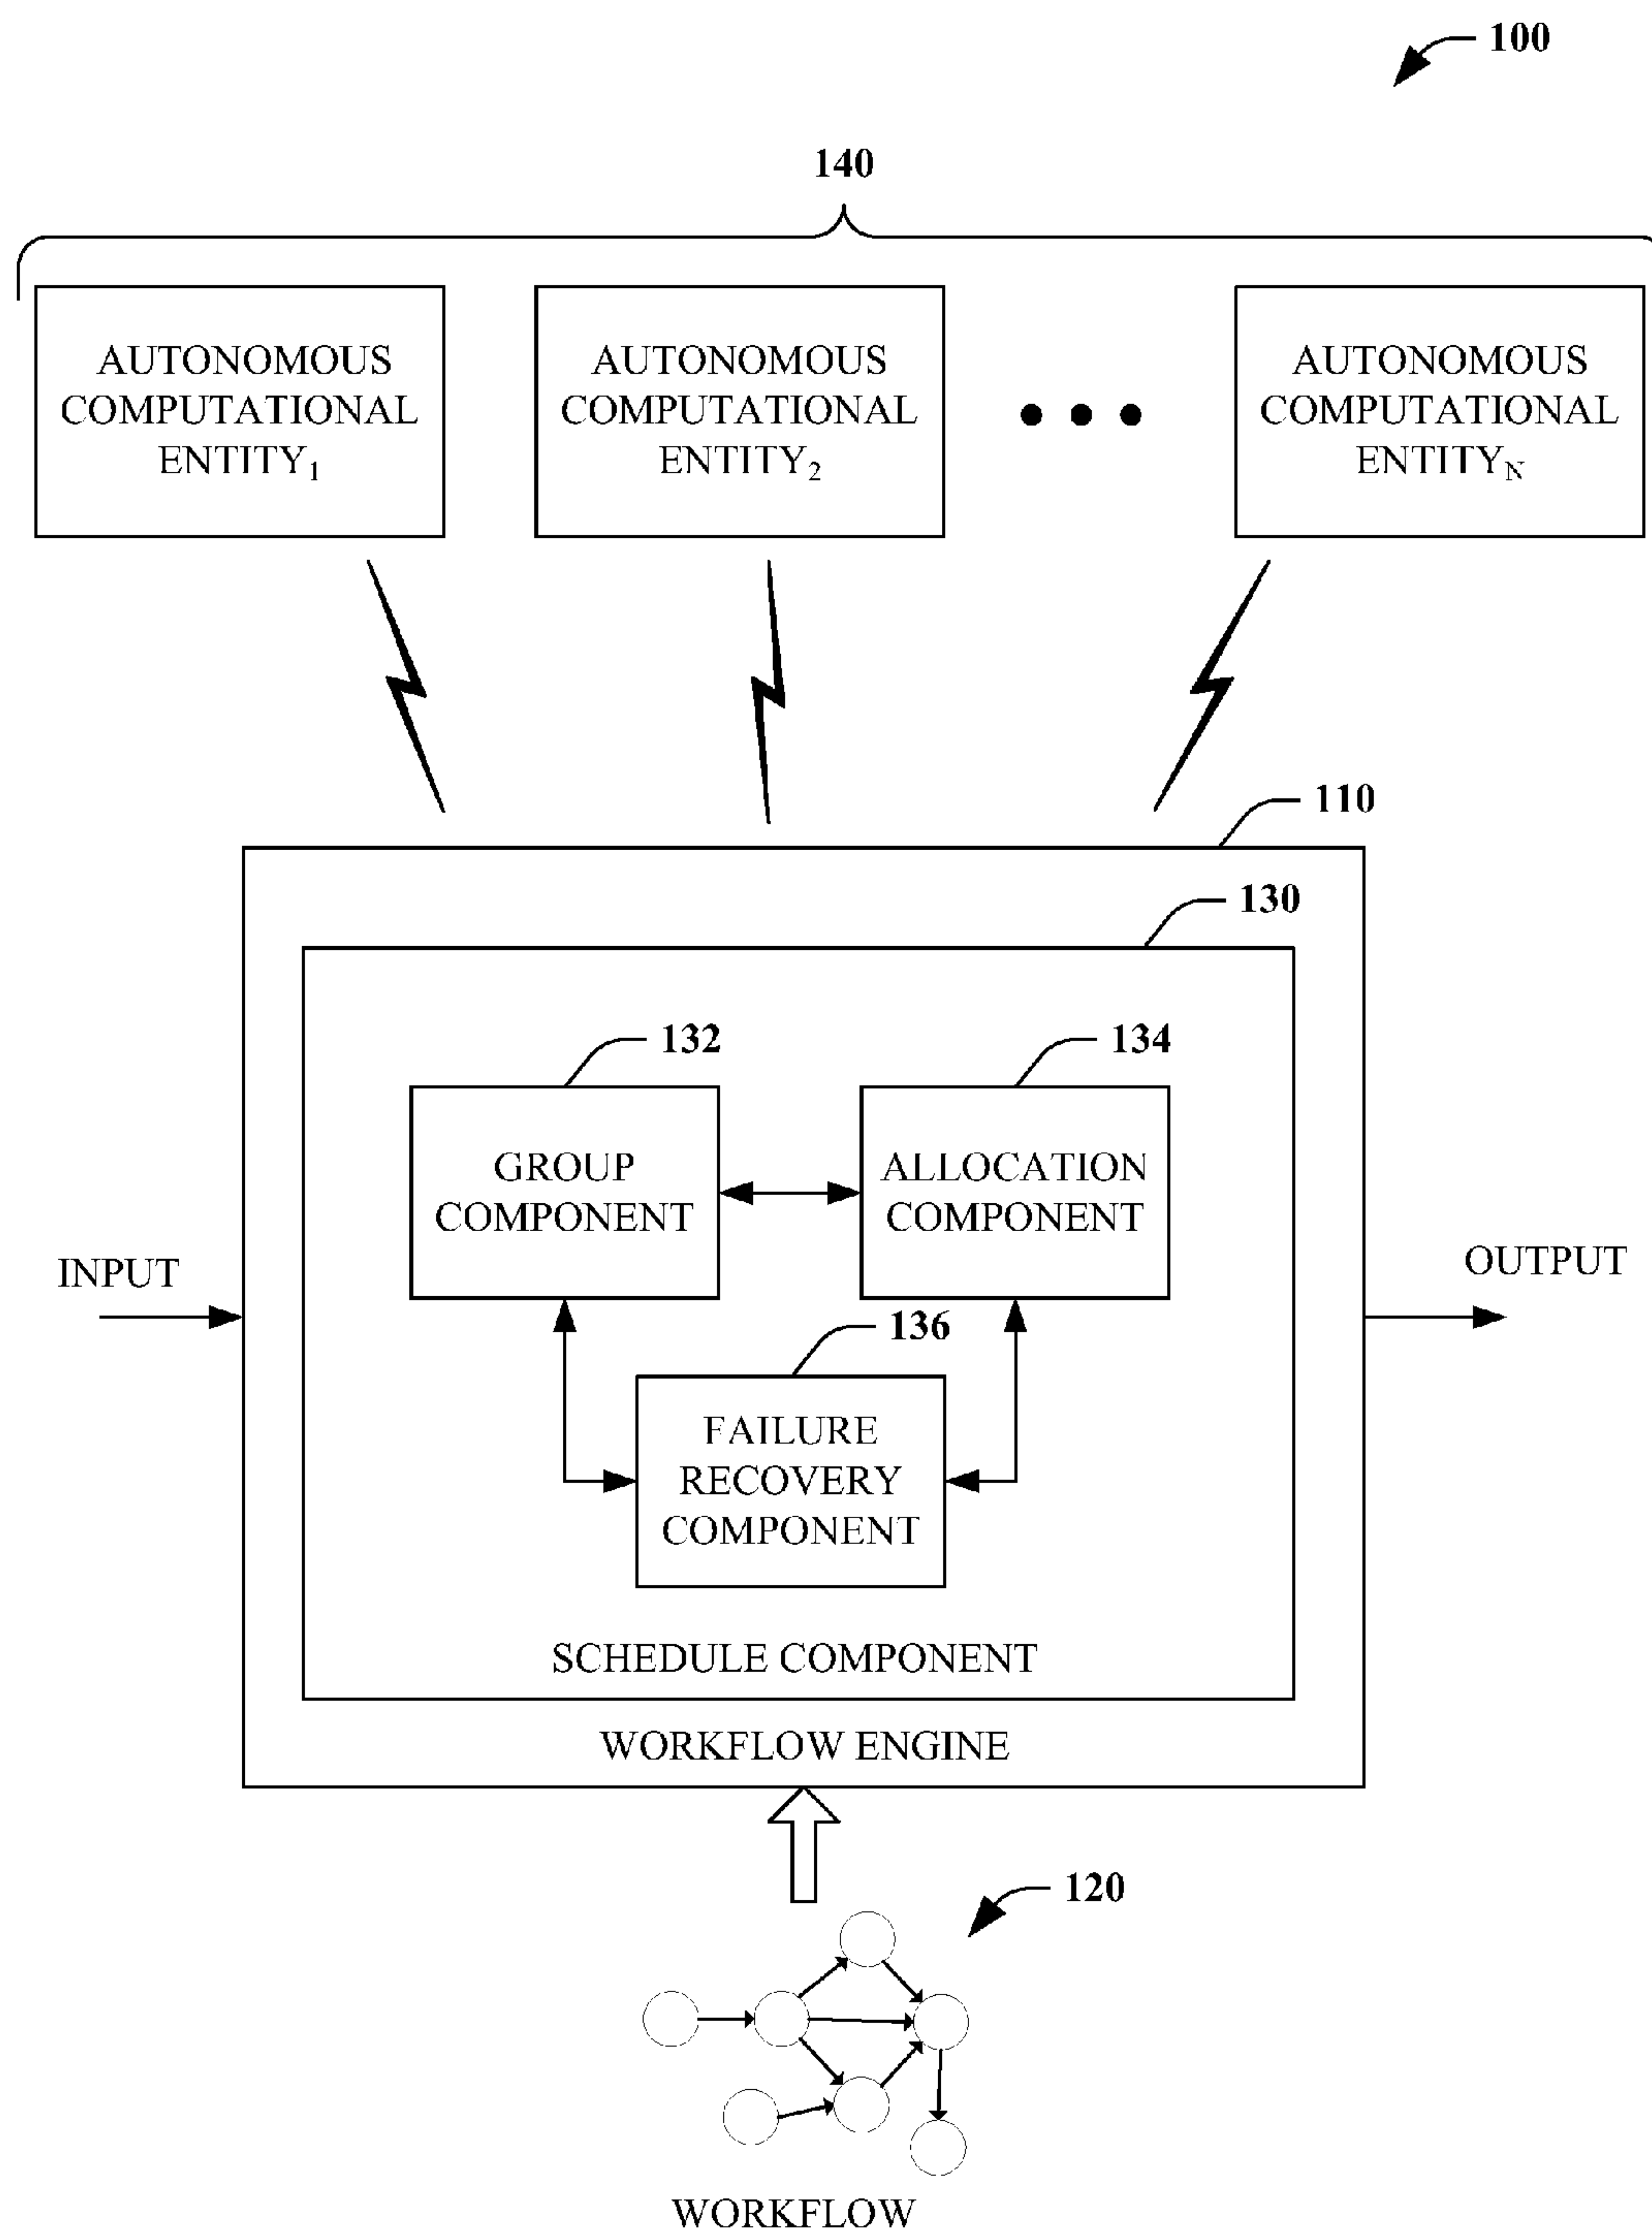 100
140
AUTONOMOUS
COMPUTATIONAL
ENTITY1
AUTONOMOUS
COMPUTATIONAL
ENTITY2
AUTONOMOUS
COMPUTATIONAL
ENTITYN
110
130
132
134
GROUP
COMPONENT
ALLOCATION
COMPONENT
INPUT
OUTPUT
136
FAILURE
RECOVERY
COMPONENT
SCHEDULE COMPONENT
WORKFLOW ENGINE
120
WORKFLOW